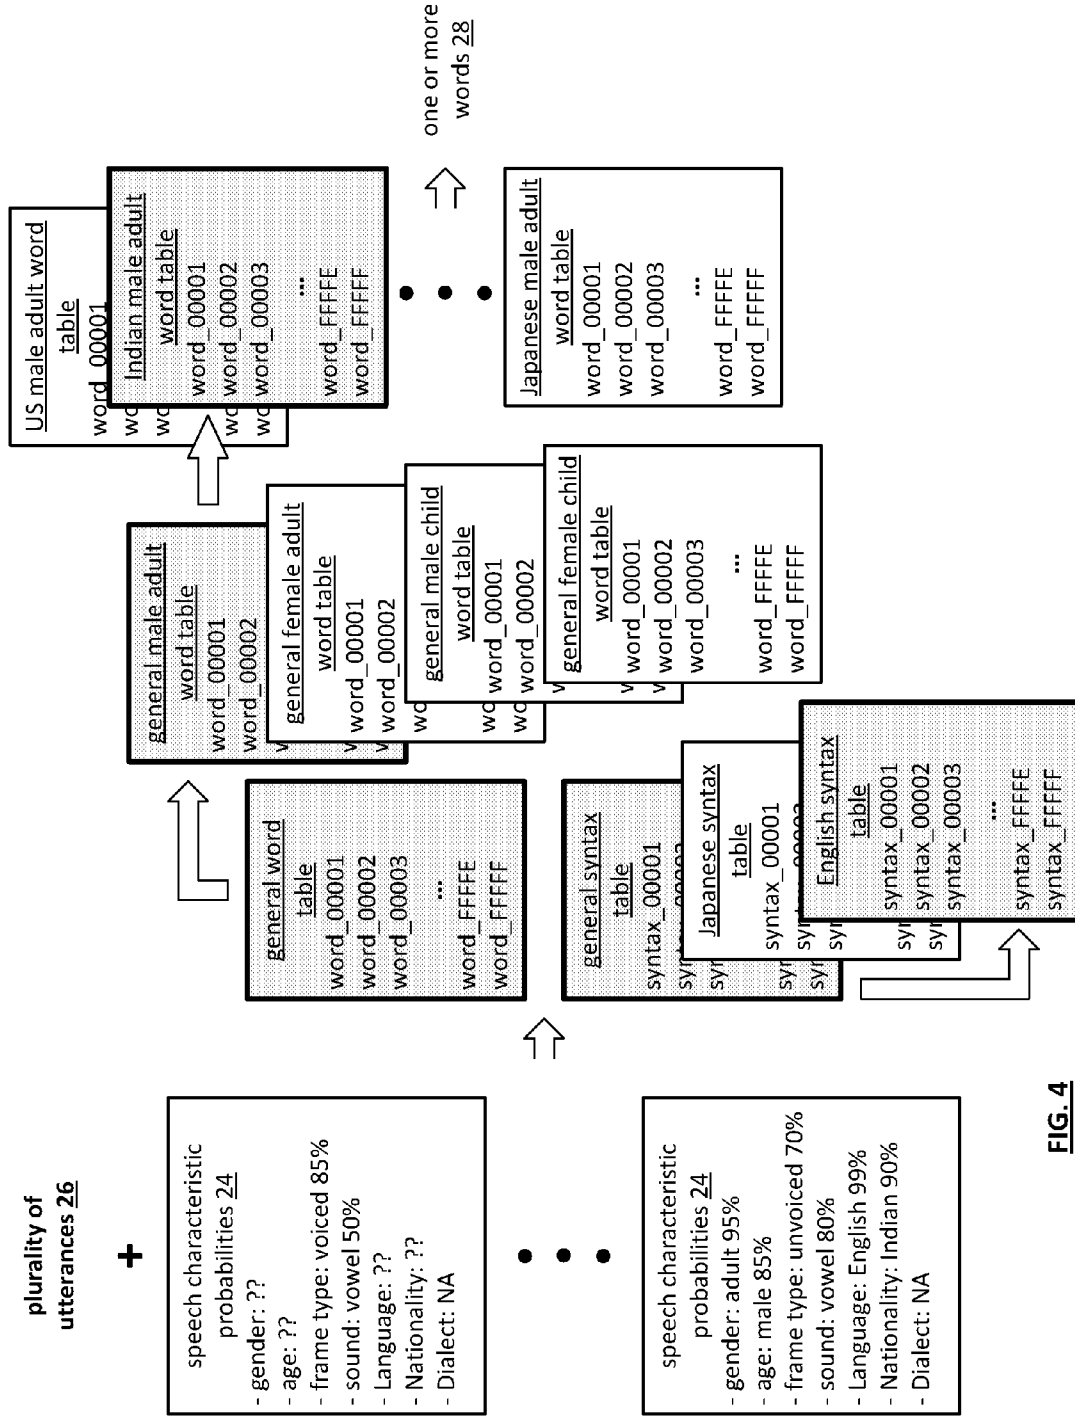 plurality of
utterances 26
+
speech characteristic
probabilities 24
- gender: ??
- age: ??
- frame type: voiced 85%
- sound: vowel 50%
- Language: ??
- Nationality: ??
- Dialect: NA
speech characteristic
probabilities 24
- gender: adult 95%
- age: male 85%
- frame type: unvoiced 70%
- sound: vowel 80%
- Language: English 99%
- Nationality: Indian 90%
- Dialect: NA
general word
table
word_00001
word_00002
word_00003
...
word_FFFFE
word_FFFFF
general syntax
table
syntax_00001
Japanese syntax
table
syntax_00001
English syntax
table
syntax_00001
syntax_00002
syntax_00003
...
syntax_FFFFE
syntax_FFFFF
general male adult
word table
word_00001
word_00002
general female adult
word table
word_00001
word_00002
general male child
word table
word_00001
word_00002
general female child
word table
word_00001
word_00002
word_00003
...
word_FFFFE
word_FFFFF
US male adult word
table
word_00001
Indian male adult
word table
word_00001
word_00002
word_00003
...
word_FFFFE
word_FFFFF
Japanese male adult
word table
word_00001
word_00002
word_00003
...
word_FFFFE
word_FFFFF
one or more
words 28
FIG. 4